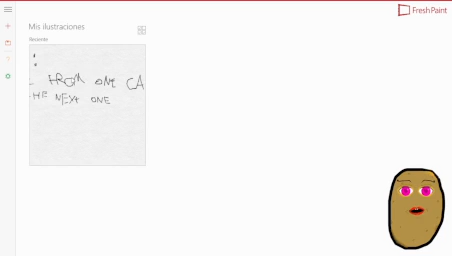 FreshPaint
Mis ilustraciones
Reciente
FROM ONE CA
HE NEXT ONE